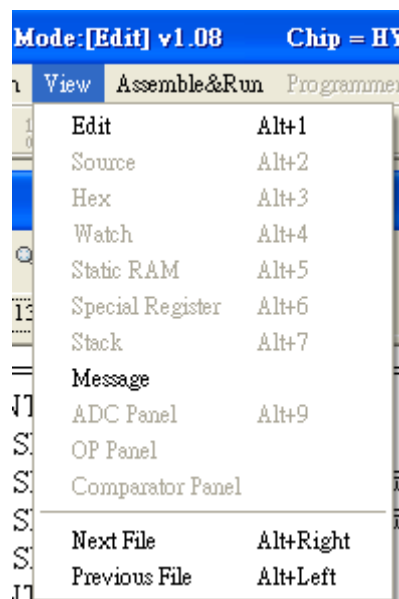 Mode:[Edit] v1.08 Chip = HY
View Assemble&Run Programmer
Edit Alt+1
Source Alt+2
Hex Alt+3
Watch Alt+4
Static RAM Alt+5
Special Register Alt+6
Stack Alt+7
Message
ADC Panel Alt+9
OP Panel
Comparator Panel
Next File Alt+Right
Previous File Alt+Left